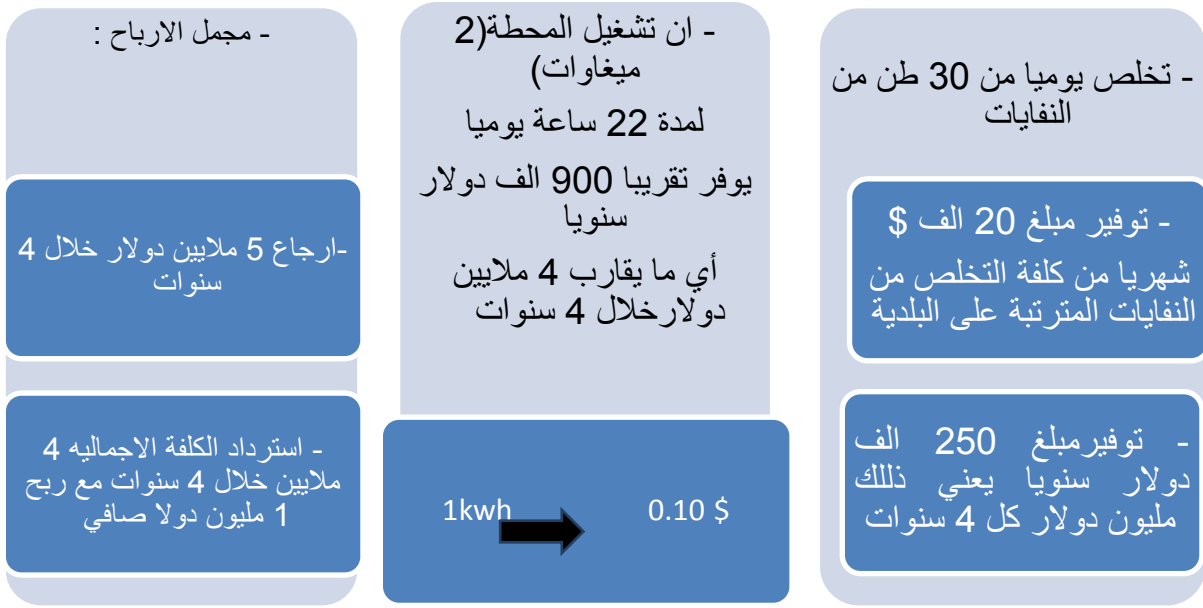 - تخلص يوميا من 30 طن من
النفايات
- توفير مبلغ 20 الف $
شهريا من كلفة التخلص من
النفايات المترتبة على البلدية
- توفيرمبلغ 250 الف
دولار سنويا يعني ذللك
مليون دولار كل 4 سنوات
- ان تشغيل المحطة(2
ميغاوات)
لمدة 22 ساعة يوميا
يوفر تقريبا 900 الف دولار
سنويا
أي ما يقارب 4 ملايين
دولارخلال 4 سنوات
1kwh 0.10 $
- مجمل الارباح :
-ارجاع 5 ملايين دولار خلال 4
سنوات
- استرداد الكلفة الاجماليه 4
ملايين خلال 4 سنوات مع ربح
1 مليون دولا صافي